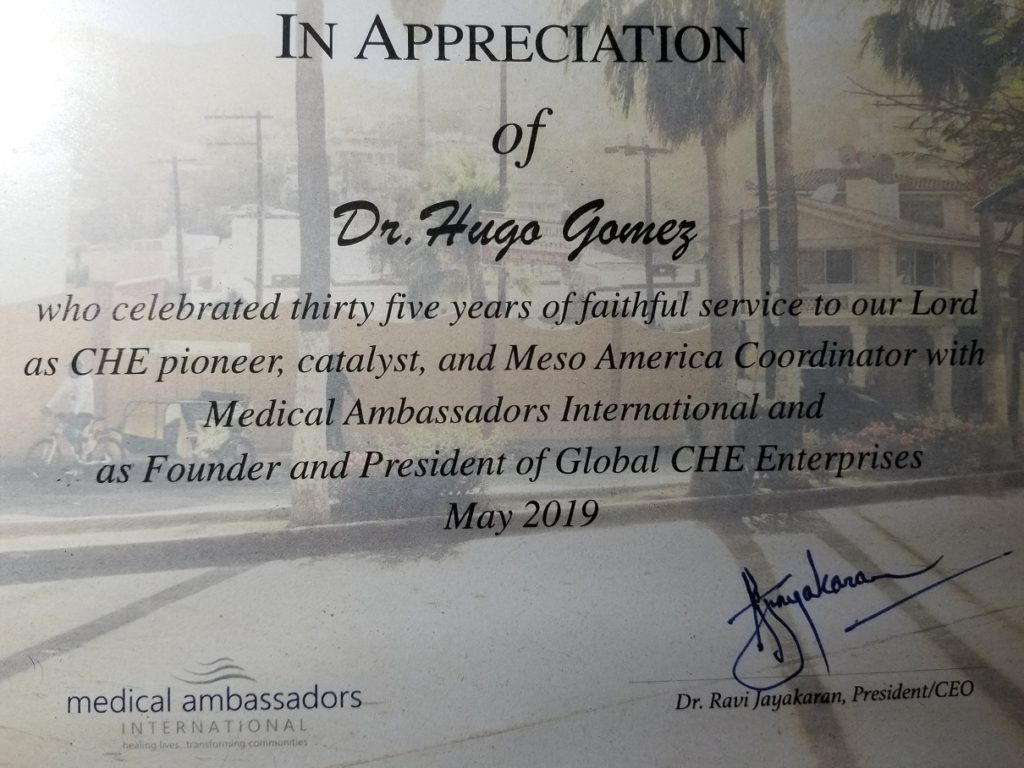 IN APPRECIATION
of
Dr. Hugo Gomez
who celebrated thirty five years of faithful service to our Lord
as CHE pioneer, catalyst, and Meso America Coordinator with
Medical Ambassadors International and
as Founder and President of Global CHE Enterprises
May 2019
Jayakaran
Dr. Ravi Jayakaran, President/CEO
medical ambassadors
INTERNATIONAL
healing lives...transforming communities